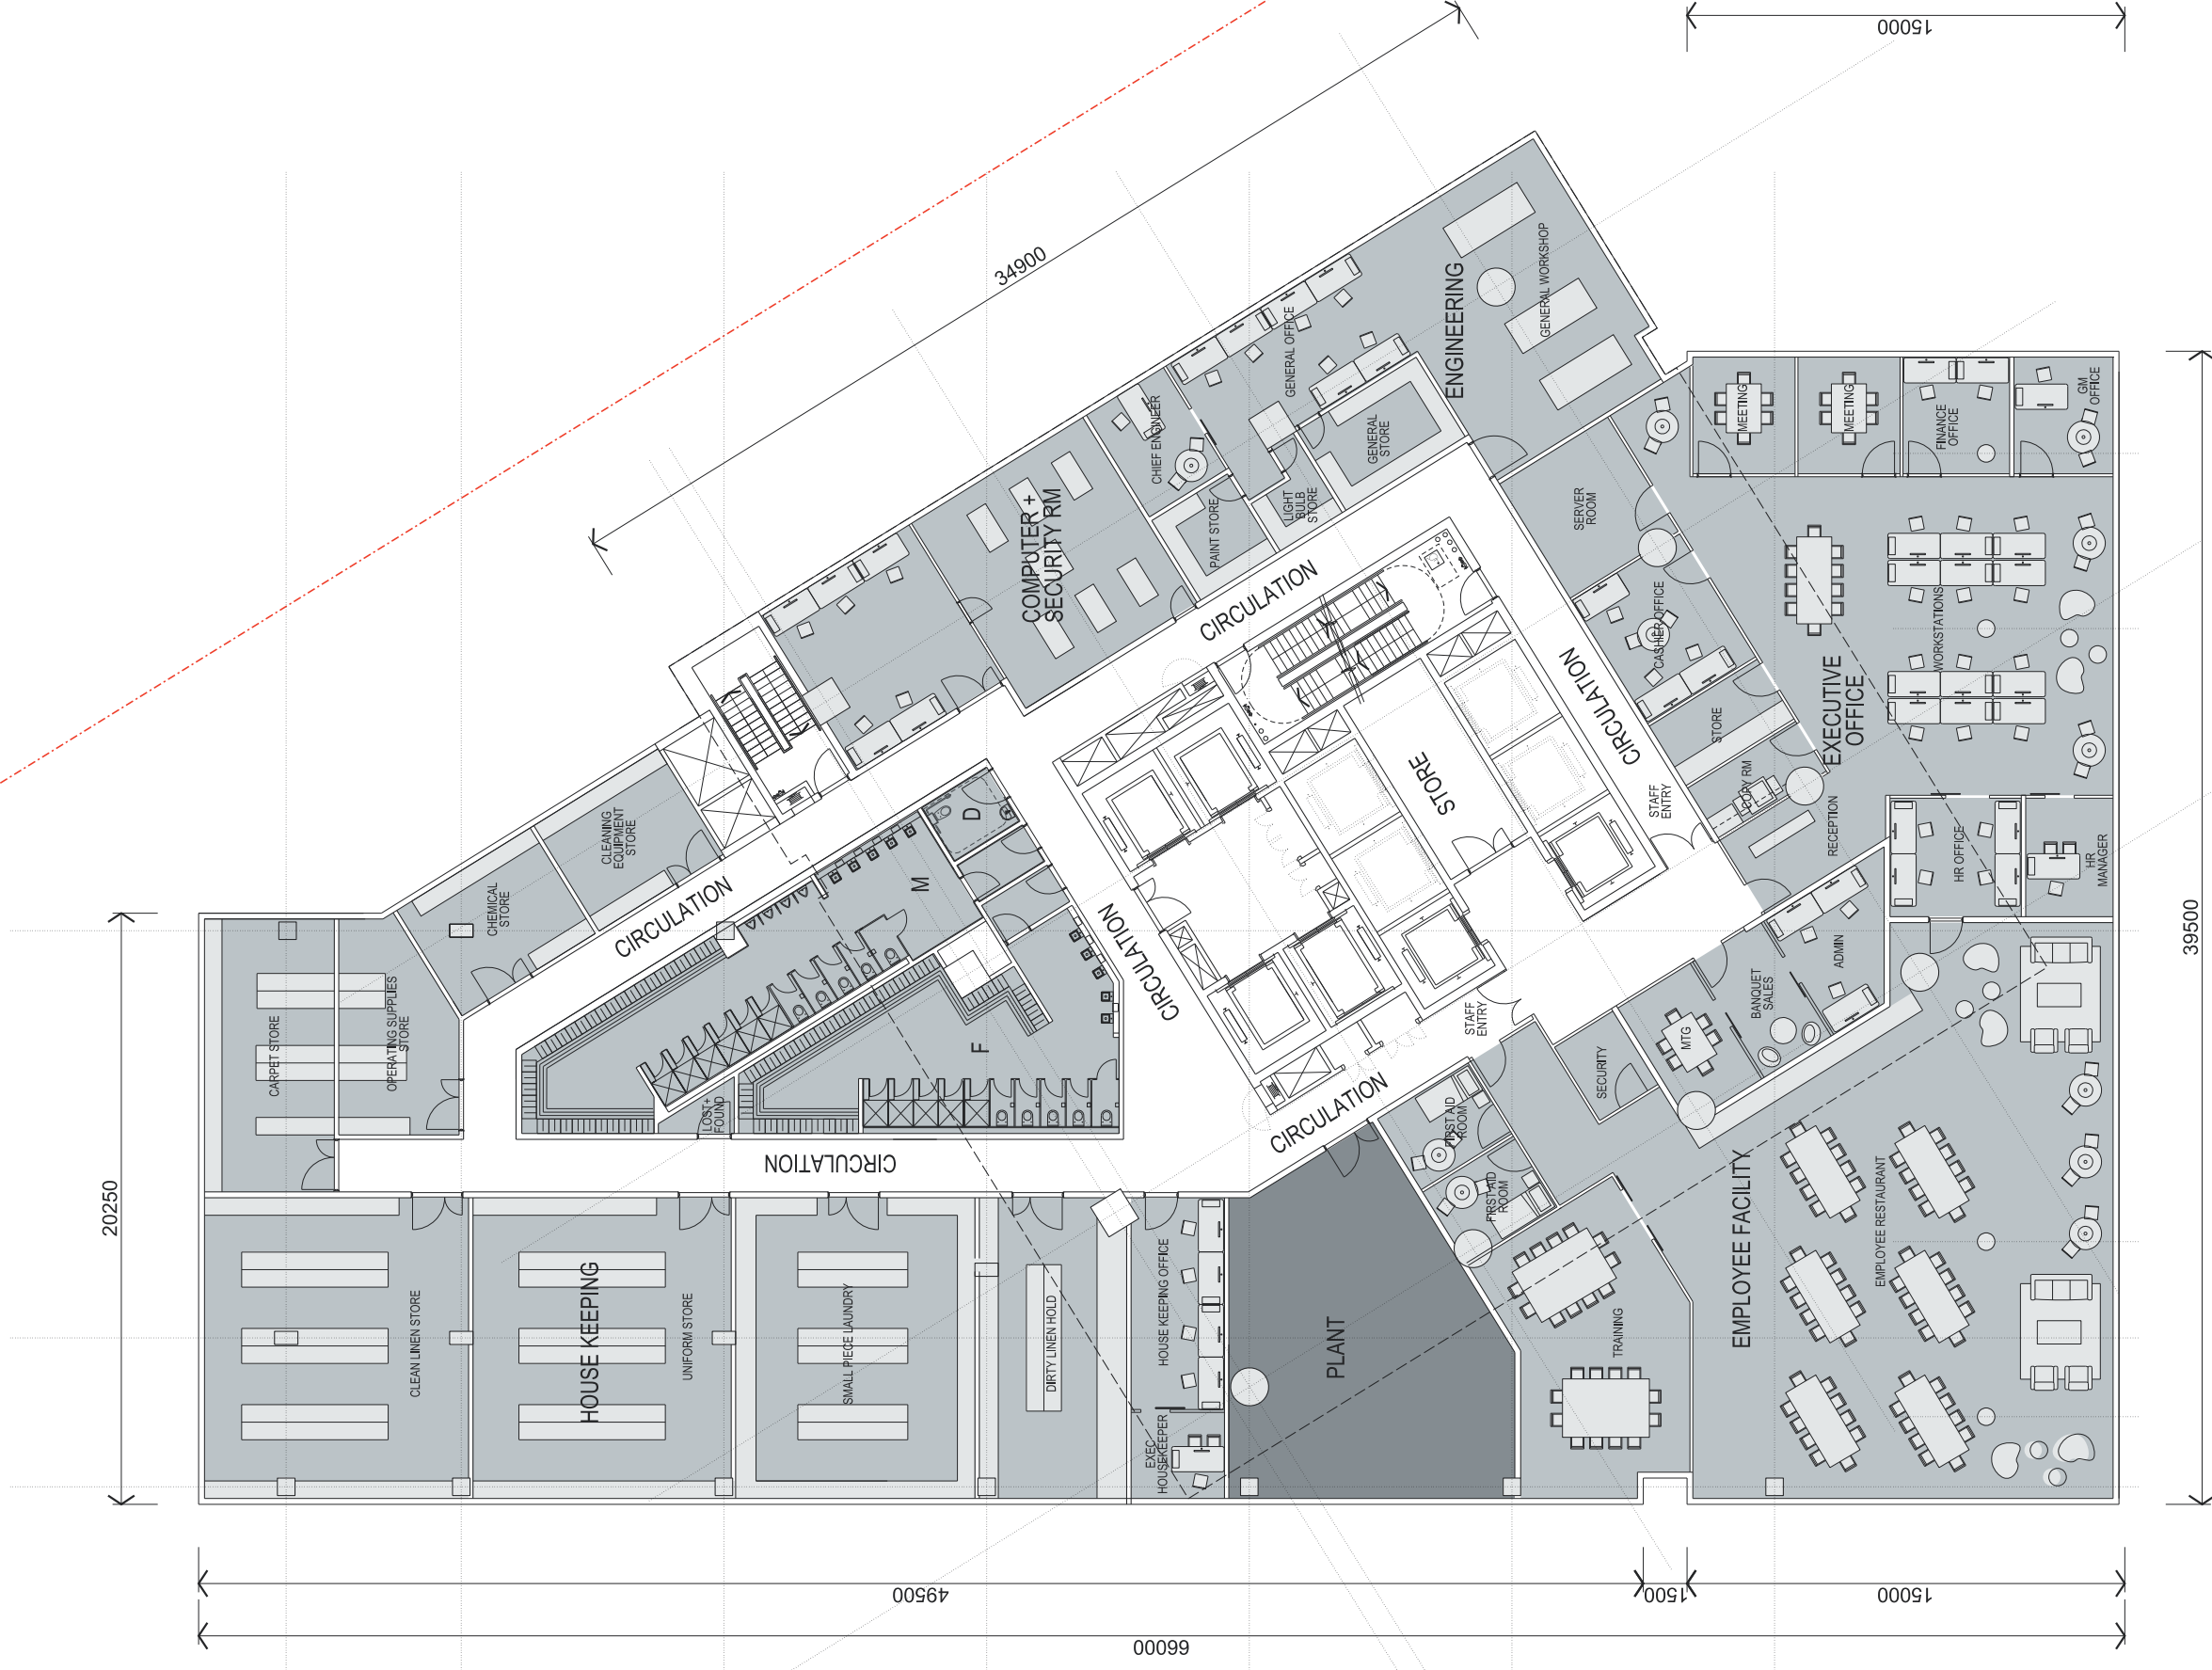 15000
34900
GENERAL WORKSHOP
ENGINEERING
GENERAL OFFICE
CHIEF ENGINEER
GENERAL
STORE
LIGHT
BULB
STORE
PAINT STORE
COMPUTER +
SECURITY RM
CIRCULATION
MEETING
MEETING
FINANCE
OFFICE
GM
OFFICE
SERVER
ROOM
CASHIER OFFICE
STORE
COPY RM
RECEPTION
WORKSTATIONS
EXECUTIVE
OFFICE
CIRCULATION
STORE
STAFF
ENTRY
HR OFFICE
HR
MANAGER
CLEANING
EQUIPMENT
STORE
CHEMICAL
STORE
CIRCULATION
D
M
F
CIRCULATION
CARPET STORE
OPERATING SUPPLIES
STORE
LOST+
FOUND
CIRCULATION
CIRCULATION
STAFF
ENTRY
SECURITY
MTG
BANQUET
SALES
ADMIN
FIRST AID
ROOM
FIRST AID
ROOM
TRAINING
EMPLOYEE FACILITY
EMPLOYEE RESTAURANT
CLEAN LINEN STORE
HOUSE KEEPING
UNIFORM STORE
SMALL PIECE LAUNDRY
DIRTY LINEN HOLD
HOUSE KEEPING OFFICE
EXEC
HOUSEKEEPER
PLANT
20250
39500
49500
1500
15000
66000